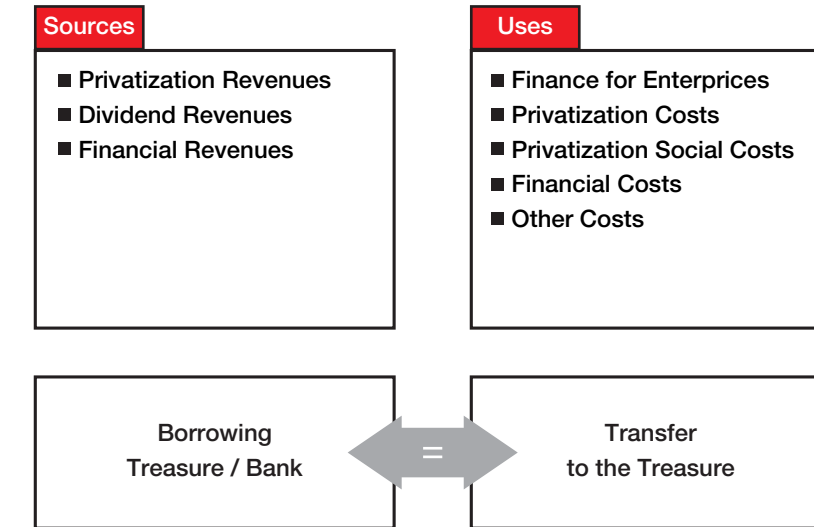 Sources
Privatization Revenues
Dividend Revenues
Financial Revenues
Uses
Finance for Enterprices
Privatization Costs
Privatization Social Costs
Financial Costs
Other Costs
Borrowing
Treasure / Bank
=
Transfer
to the Treasure